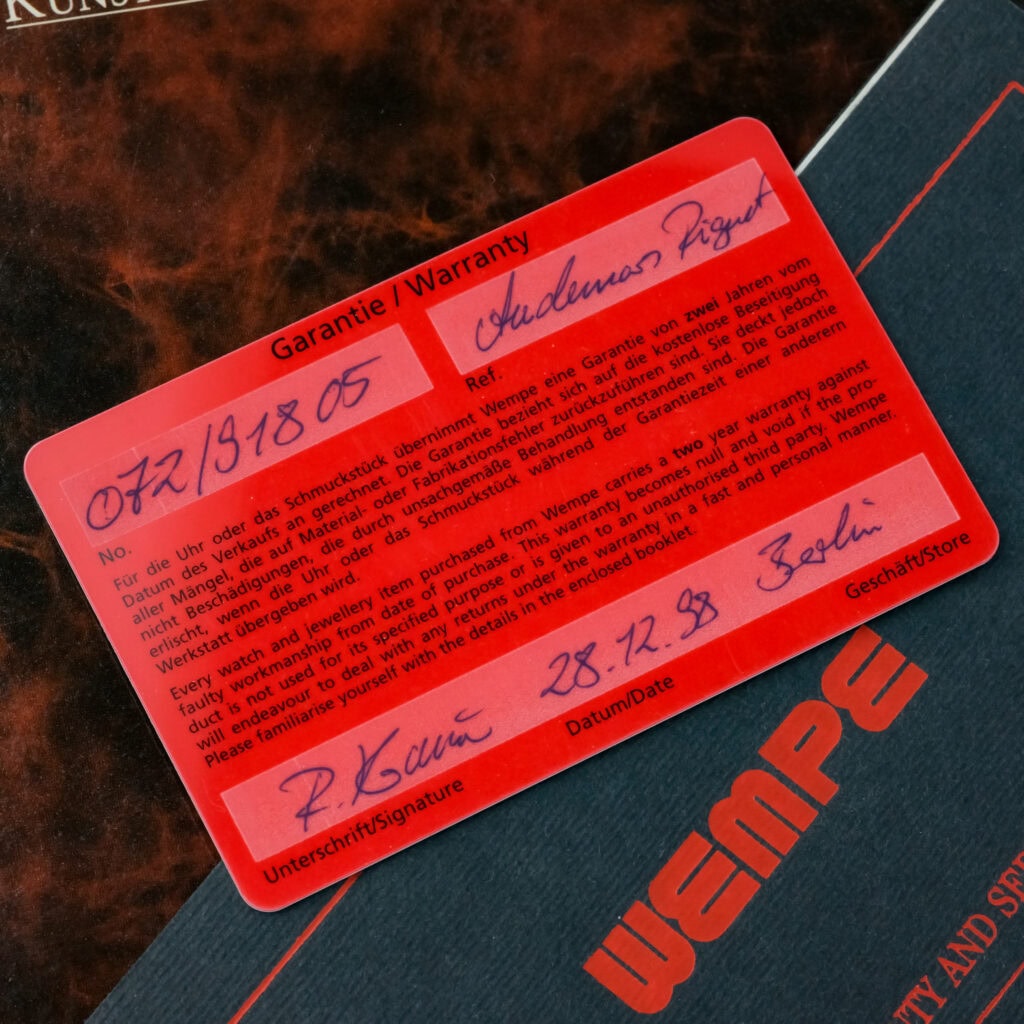 KUNST
Garantie / Warranty
072/91805
No.
Audemars Piguet
Ref.
Für die Uhr oder das Schmuckstück übernimmt Wempe eine Garantie von zwei Jahren vom
Datum des Verkaufs an gerechnet. Die Garantie bezieht sich auf die kostenlose Beseitigung
aller Mängel, die auf Material- oder Fabrikationsfehler zurückzuführen sind. Sie deckt jedoch
nicht Beschädigungen, die durch unsachgemäße Behandlung entstanden sind. Die Garantie
erlischt, wenn die Uhr oder das Schmuckstück während der Garantiezeit einer anderen
Werkstatt übergeben wird.
Every watch and jewellery item purchased from Wempe carries a two year warranty against
faulty workmanship from date of purchase. This warranty becomes null and void if the pro-
duct is not used for its specified purpose or is given to an unauthorised third party. Wempe
will endeavour to deal with any returns under the warranty in a fast and personal manner.
Please familiarise yourself with the details in the enclosed booklet.
28.12.98 Berlin
Unterschrift/Signature
Datum/Date
Geschäft/Store
WEMPE
TY AND SER